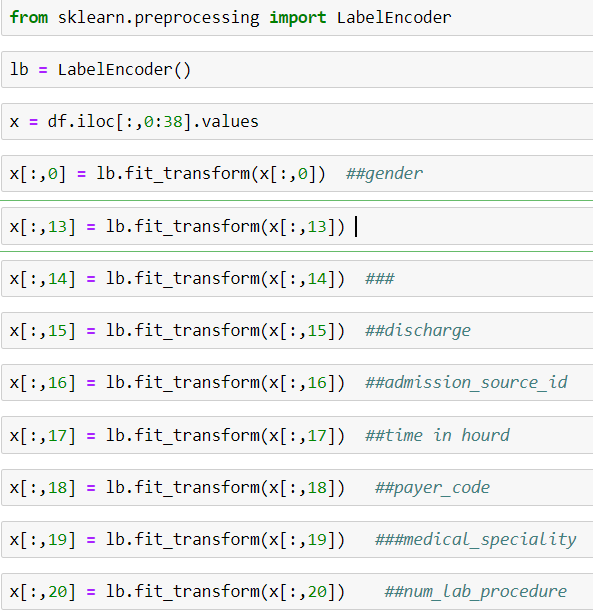 from sklearn.preprocessing import LabelEncoder
lb = LabelEncoder()
x = df.iloc[:,0:38].values
x[:,0] = lb.fit_transform(x[:,0])  ##gender
x[:,13] = lb.fit_transform(x[:,13])
x[:,14] = lb.fit_transform(x[:,14])  ###
x[:,15] = lb.fit_transform(x[:,15])  ##discharge
x[:,16] = lb.fit_transform(x[:,16])  ##admission_source_id
x[:,17] = lb.fit_transform(x[:,17])  ##time in hourd
x[:,18] = lb.fit_transform(x[:,18])   ##payer_code
x[:,19] = lb.fit_transform(x[:,19])   ###medical_speciality
x[:,20] = lb.fit_transform(x[:,20])    ##num_lab_procedure